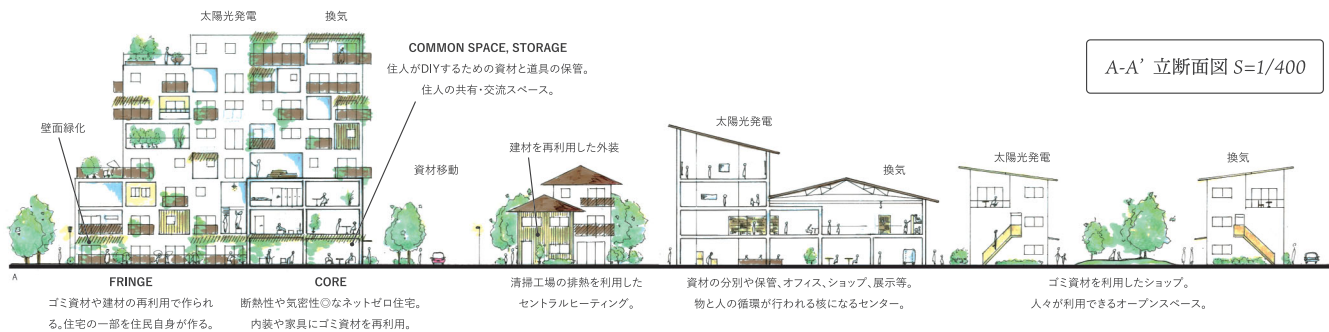 太陽光発電
換気
COMMON SPACE, STORAGE
住人がDIYするための資材と道具の保管。
住人の共有・交流スペース。
A-A’ 立断面図 S=1/400
壁面緑化
資材移動
建材を再利用した外装
太陽光発電
換気
太陽光発電
換気
A
FRINGE
ゴミ資材や建材の再利用で作られ
る。住宅の一部を住民自身が作る。
CORE
断熱性や気密性◎なネットゼロ住宅。
内装や家具にゴミ資材を再利用。
清掃工場の排熱を利用した
セントラルヒーティング。
資材の分別や保管、オフィス、ショップ、展示等。
物と人の循環が行われる核になるセンター。
ゴミ資材を利用したショップ。
人々が利用できるオープンスペース。